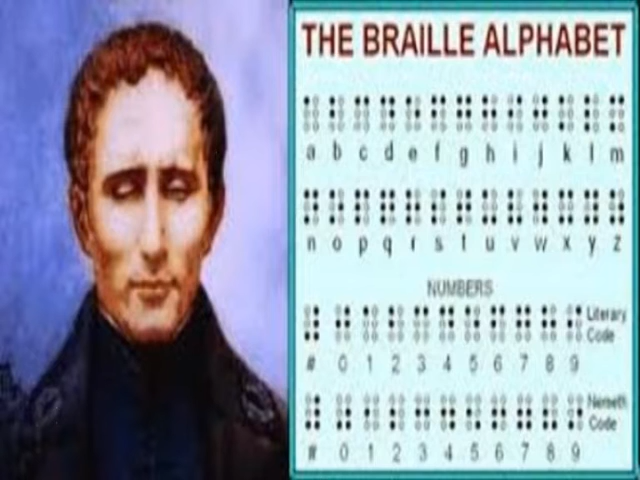 THE BRAILLE ALPHABET
a b c d e f g h i j k l m
n o p q r s t u v w x y z
NUMBERS
Literary
Code
# 0 1 2 3 4 5 6 7 8 9
Nemeth
Code
# 0 1 2 3 4 5 6 7 8 9